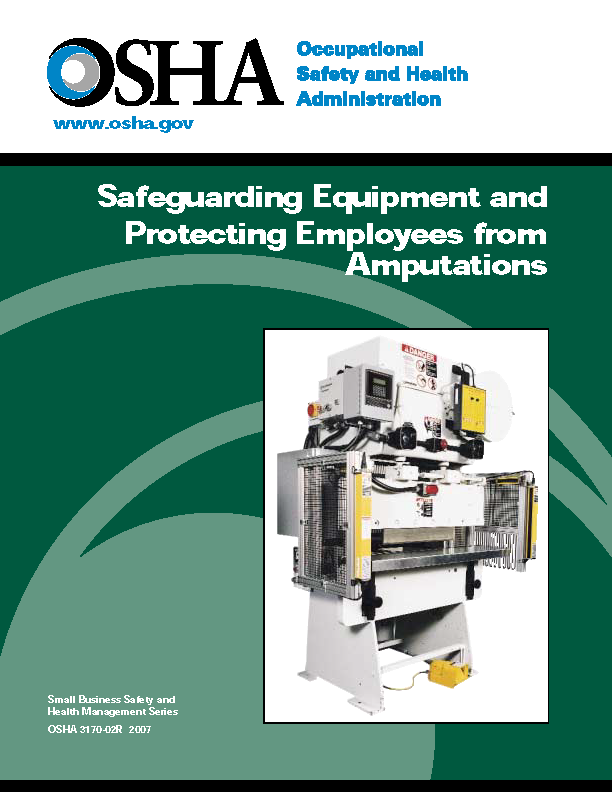 OSHA
Occupational
Safety and Health
Administration
www.osha.gov
Safeguarding Equipment and
Protecting Employees from
Amputations
DANGER
Small Business Safety and
Health Management Series
OSHA 3170-02R 2007